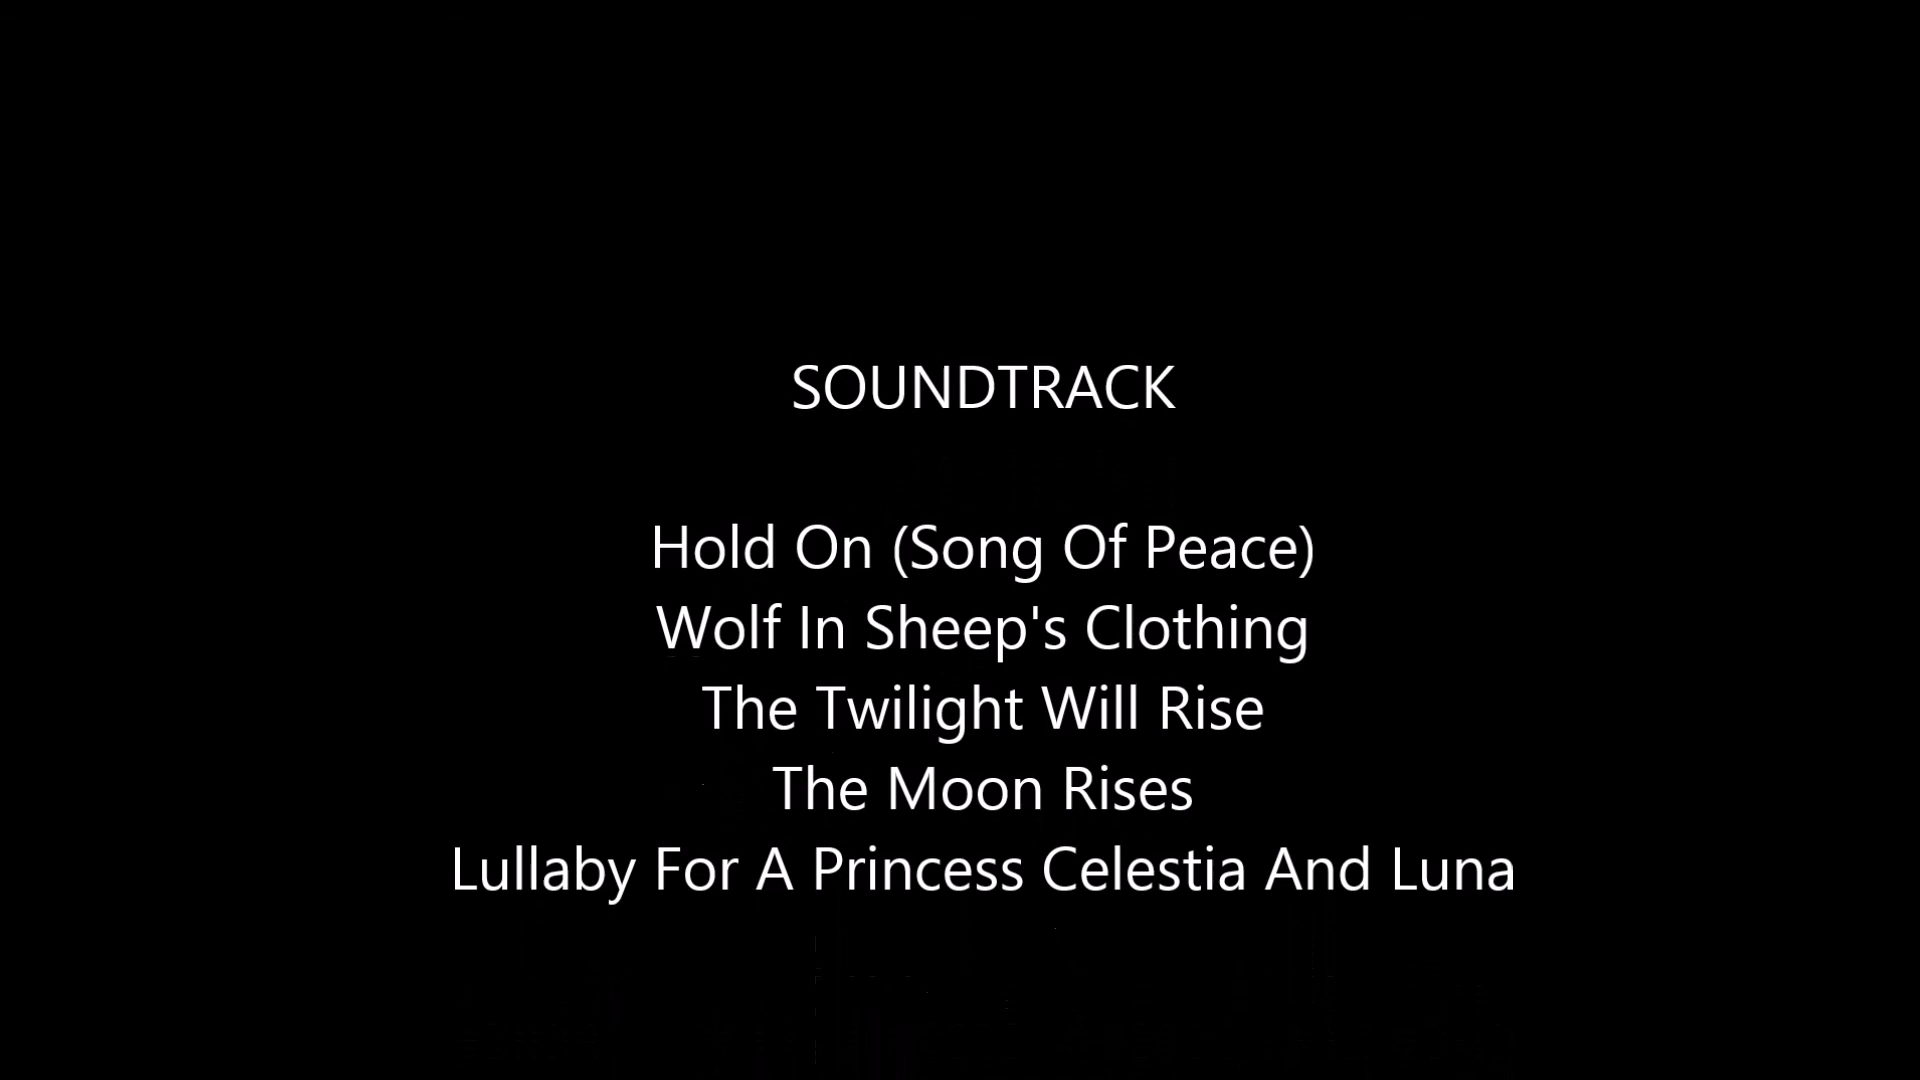 SOUNDTRACK
Hold On (Song Of Peace)
Wolf In Sheep's Clothing
The Twilight Will Rise
The Moon Rises
Lullaby For A Princess Celestia And Luna